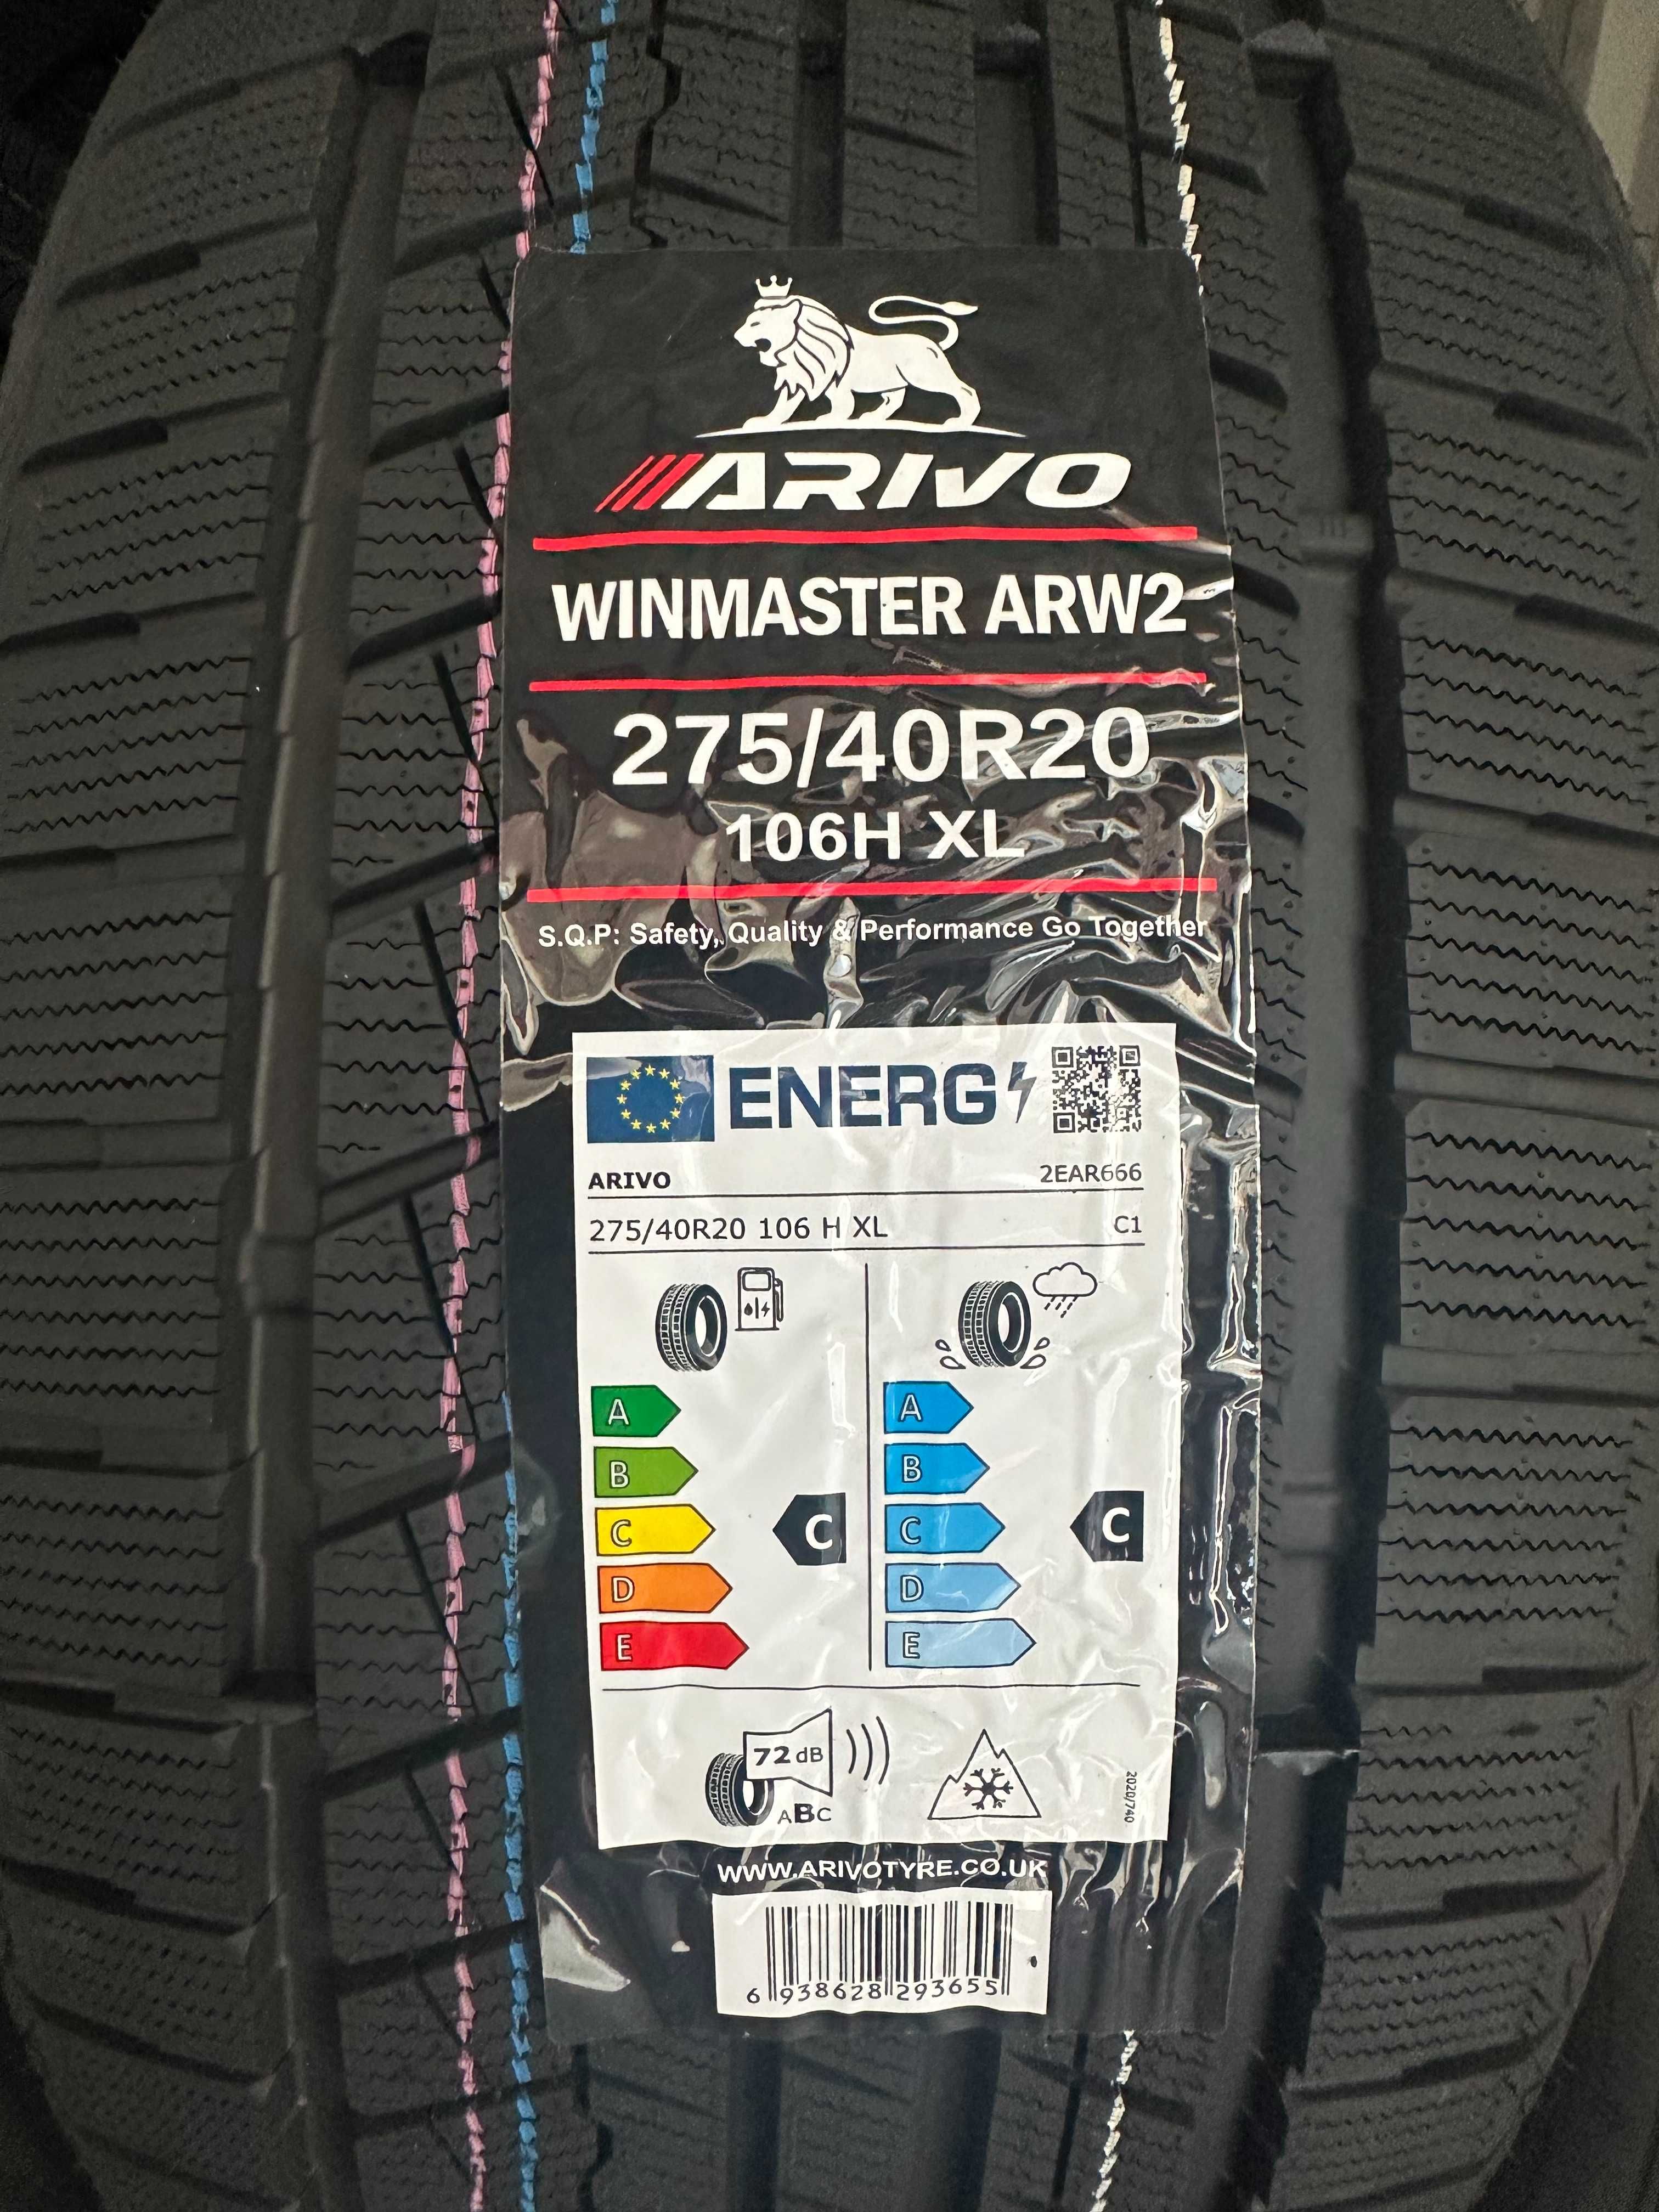 ARIVO
WINMASTER ARW2
275/40R20
106H XL
S.Q.P: Safety, Quality & Performance Go Together
ENERG
ARIVO 2EAR666
275/40R20 106 H XL C1
A A
B B
C C C C
D D
E E
72 dB
ABC
2020/740
WWW.ARIVOTYRE.CO.UK
6 938628 293655